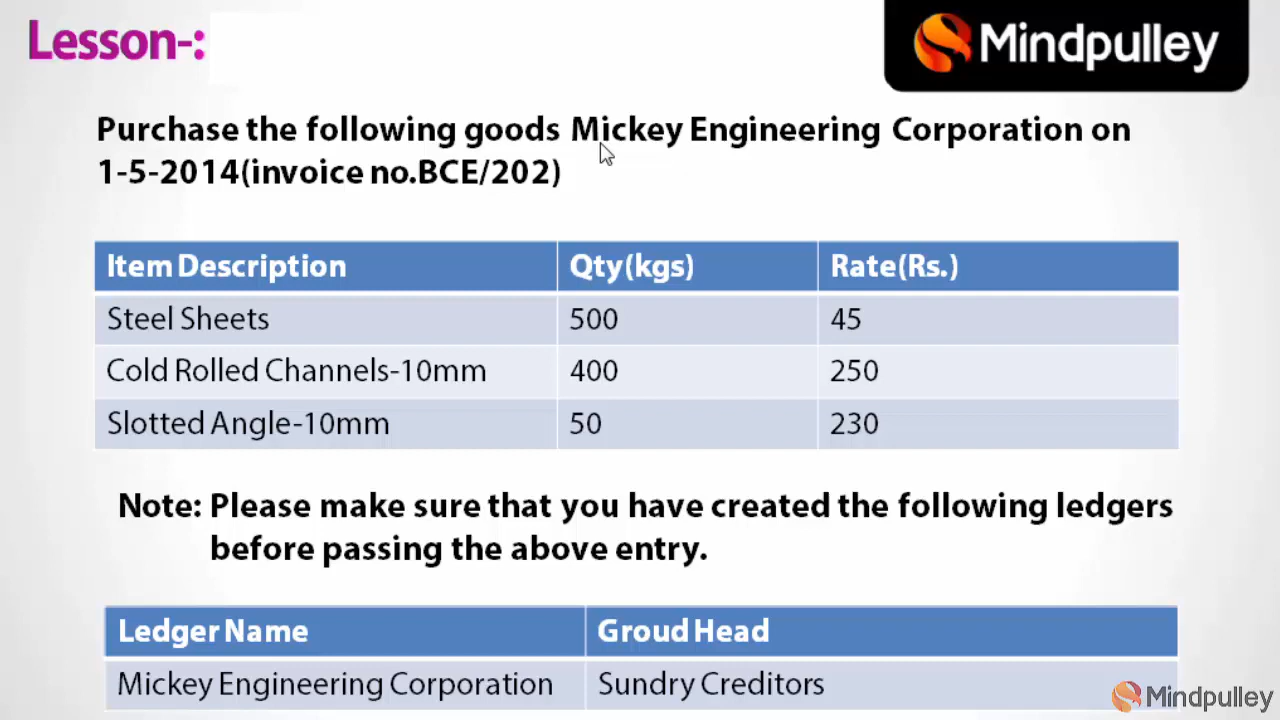 Lesson-:
Mindpulley
Purchase the following goods Mickey Engineering Corporation on
1-5-2014(invoice no.BCE/202)
Item Description Qty(kgs) Rate(Rs.)
Steel Sheets 500 45
Cold Rolled Channels-10mm 400 250
Slotted Angle-10mm 50 230
Note: Please make sure that you have created the following ledgers
before passing the above entry.
Ledger Name Groud Head
Mickey Engineering Corporation Sundry Creditors
Mindpulley